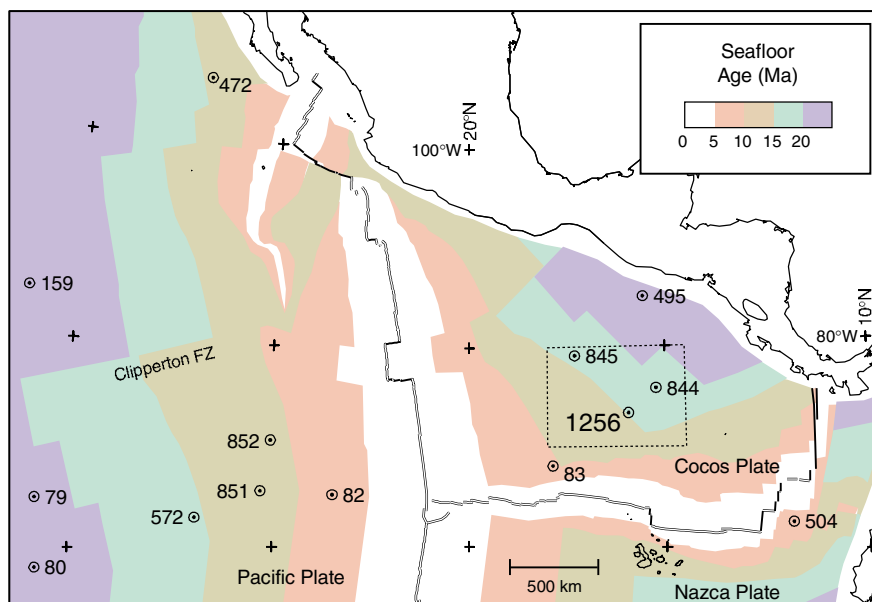 Seafloor
Age (Ma)
0 5 10 15 20
472
100°W
20°N
159
495
10°N
80°W
Clipperton FZ
845
844
1256
852
83
Cocos Plate
79
851
82
572
504
80
Pacific Plate
500 km
Nazca Plate